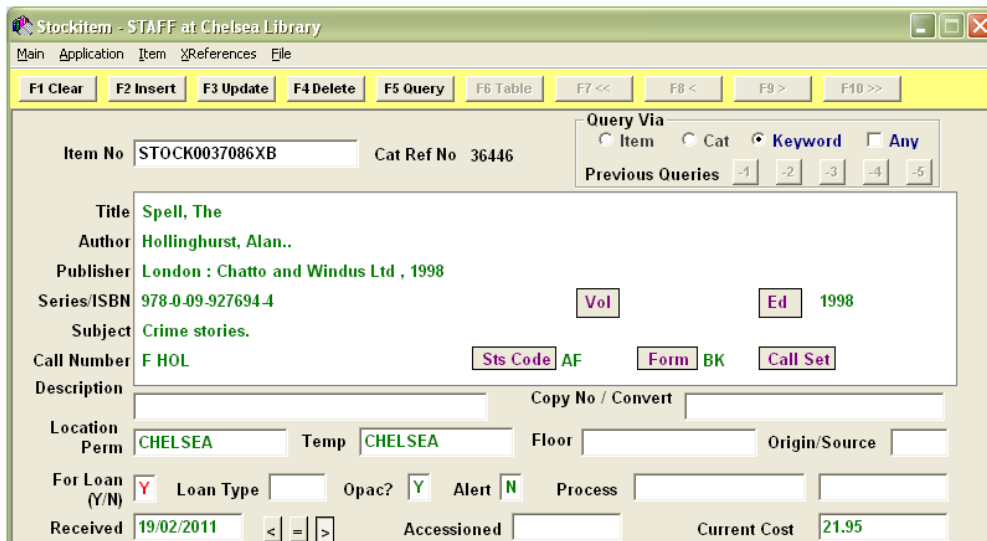 Stockitem - STAFF at Chelsea Library
Main Application Item XReferences File
F1 Clear F2 Insert F3 Update F4 Delete F5 Query F6 Table F7 << F8 < F9 > F10 >>
Query Via
Item Cat Keyword Any
Item No STOCK0037086XB Cat Ref No 36446
Previous Queries -1 -2 -3 -4 -5
Title Spell, The
Author Hollinghurst, Alan..
Publisher London : Chatto and Windus Ltd , 1998
Series/ISBN 978-0-09-927694-4 Vol Ed 1998
Subject Crime stories.
Call Number F HOL Sts Code AF Form BK Call Set
Description Copy No / Convert
Location
Perm CHELSEA Temp CHELSEA Floor Origin/Source
For Loan
(Y/N) Y Loan Type Opac? Y Alert N Process
Received 19/02/2011 < = > Accessioned Current Cost 21.95